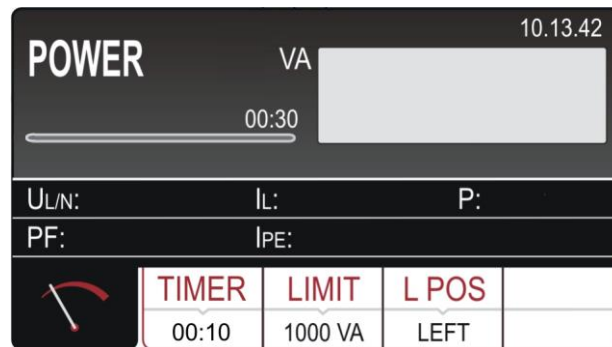 10.13.42
POWER VA
00:30
UL/N: IL: P:
PF: IPE:
TIMER LIMIT L POS
00:10 1000 VA LEFT